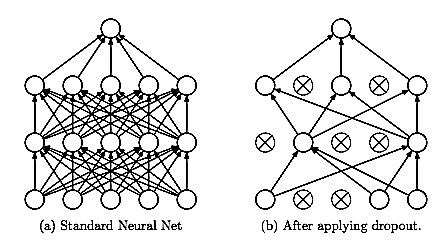 (a) Standard Neural Net
(b) After applying dropout.